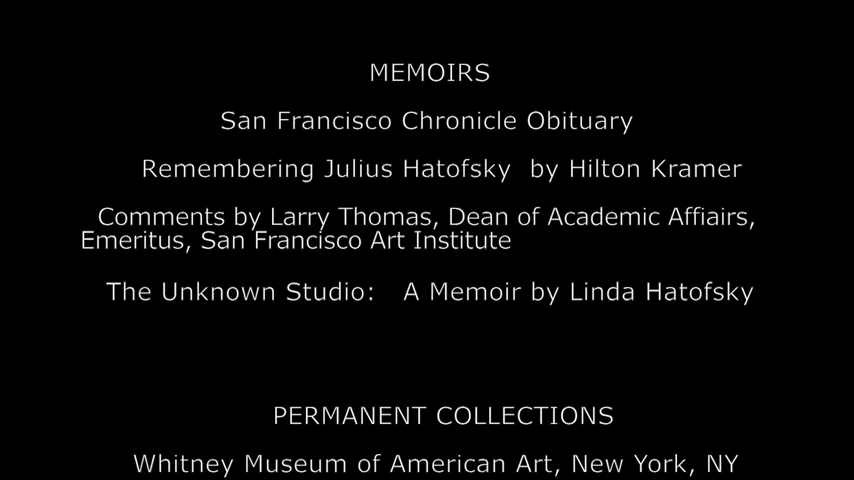 MEMOIRS
San Francisco Chronicle Obituary
Remembering Julius Hatofsky by Hilton Kramer
Comments by Larry Thomas, Dean of Academic Affiairs,
Emeritus, San Francisco Art Institute
The Unknown Studio: A Memoir by Linda Hatofsky
PERMANENT COLLECTIONS
Whitney Museum of American Art, New York, NY